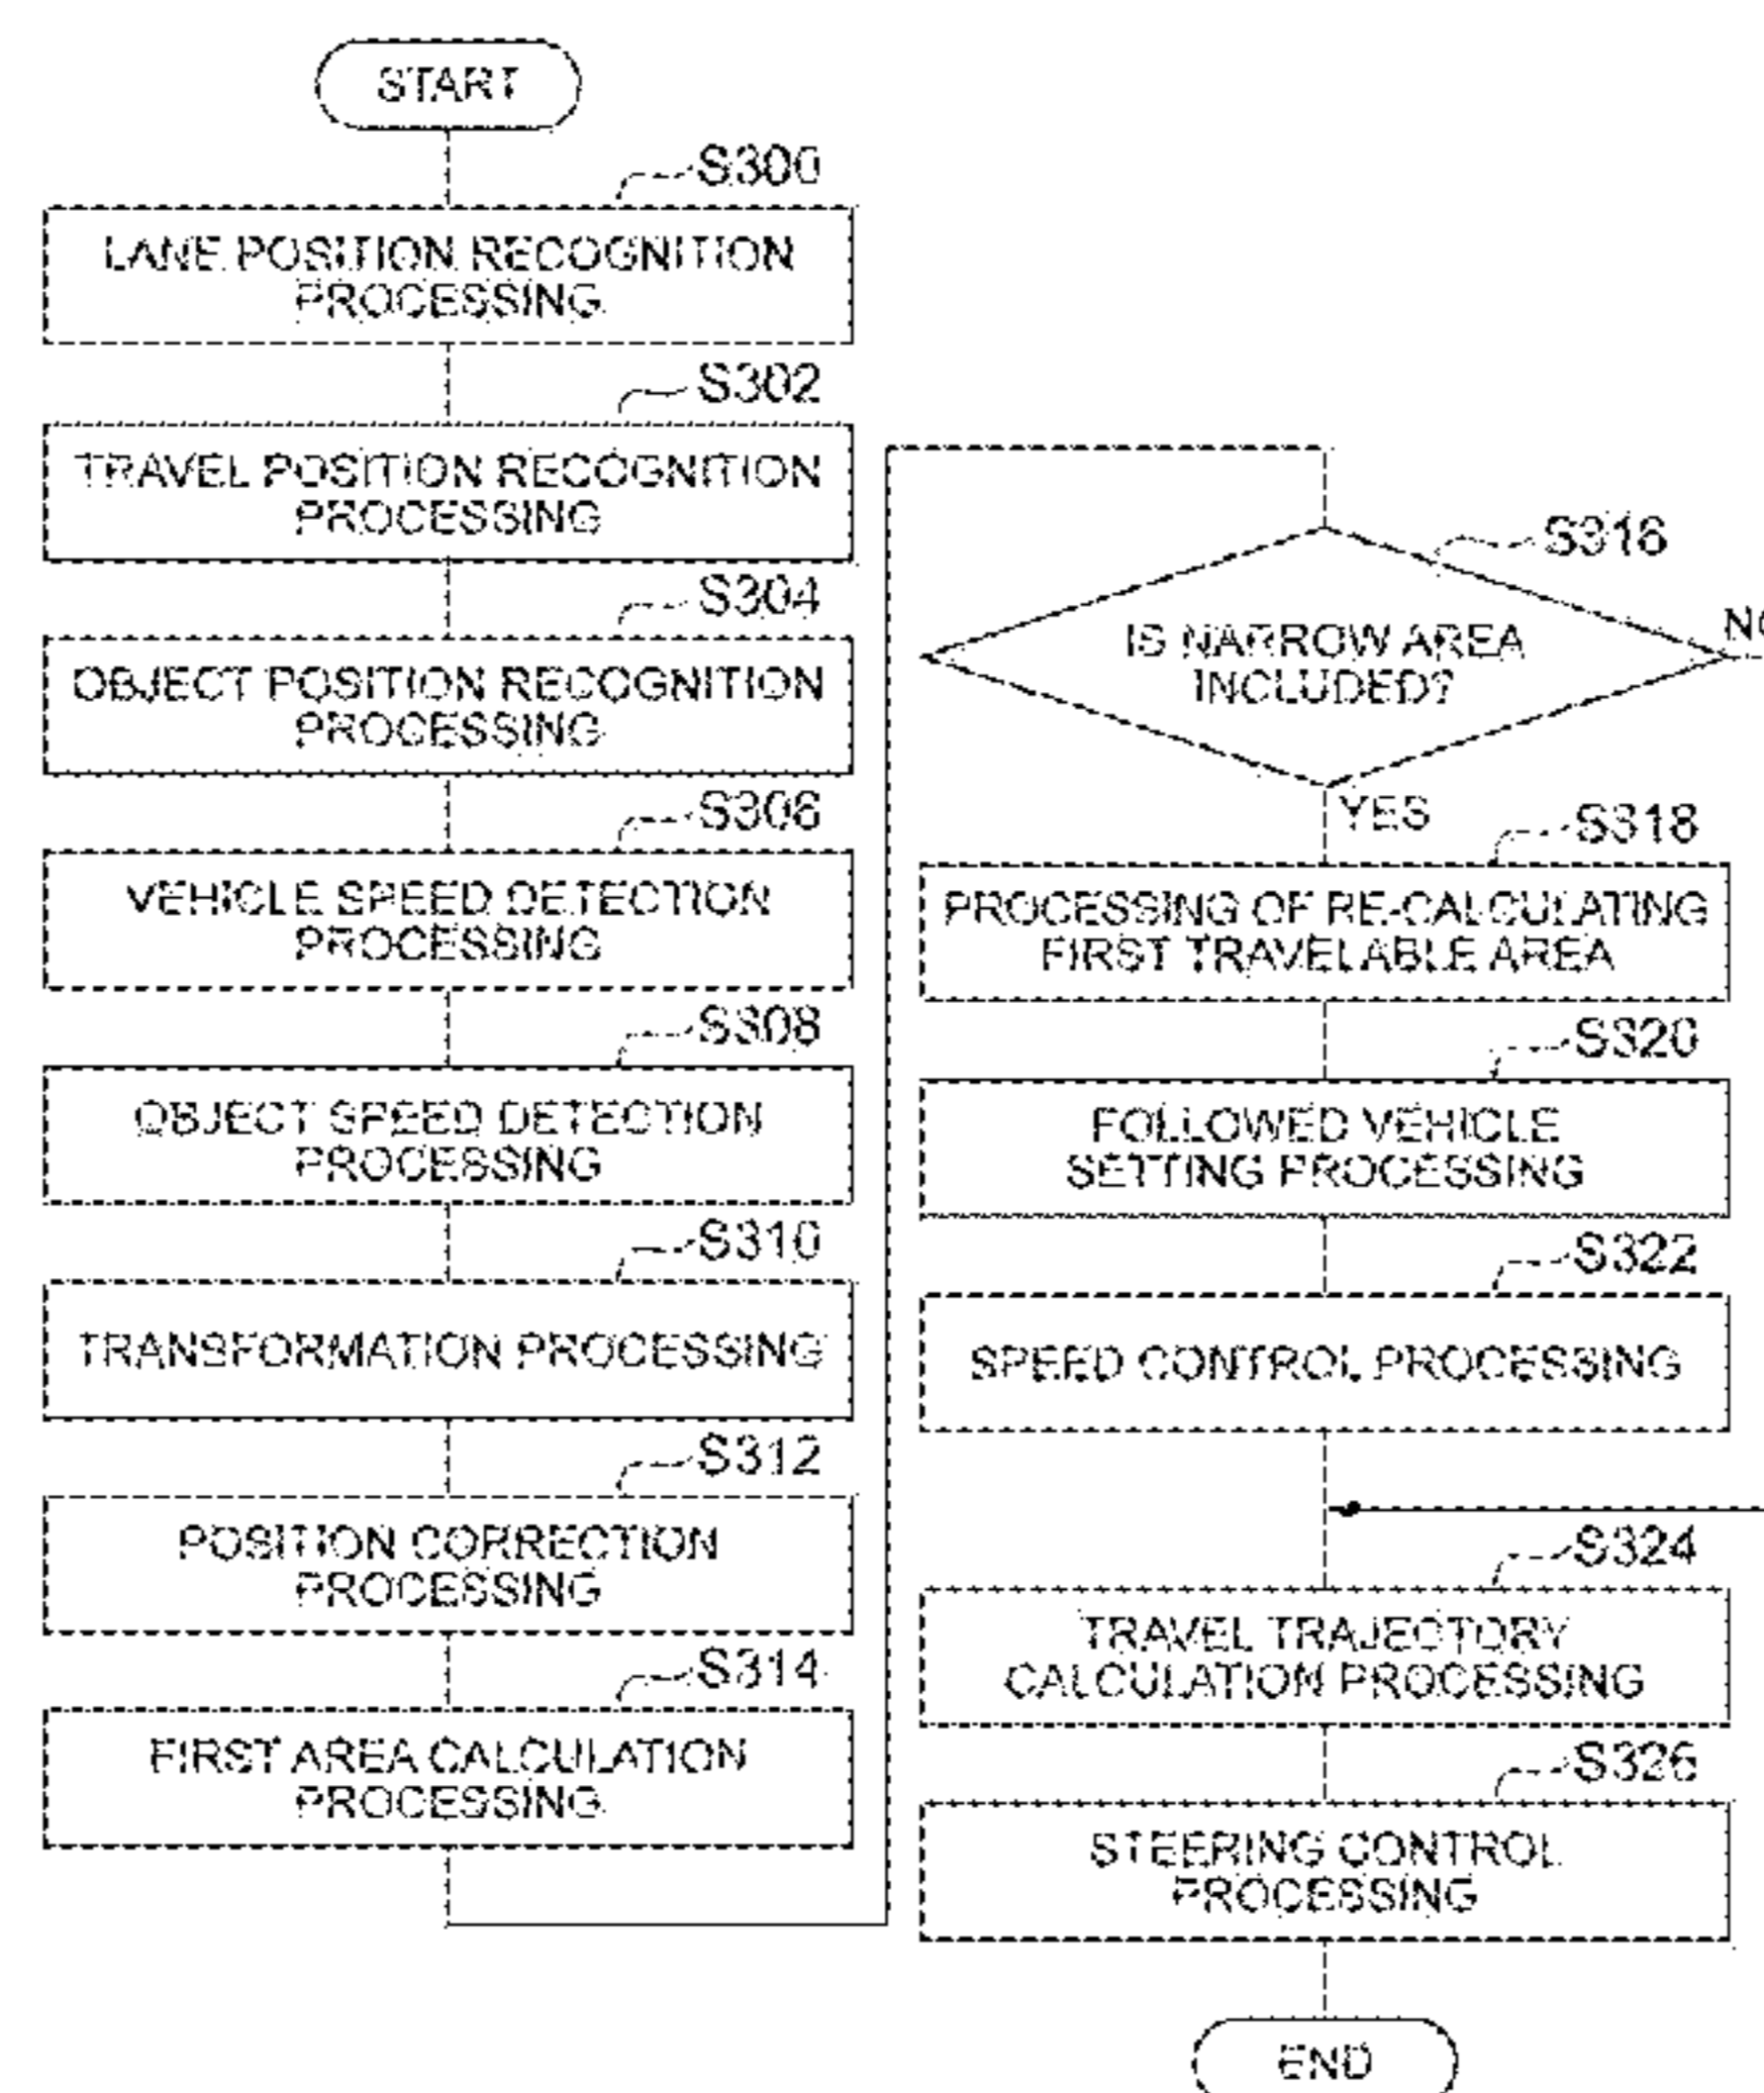 START
S300
LANE POSITION RECOGNITION
PROCESSING
S302
TRAVEL POSITION RECOGNITION
PROCESSING
S304
OBJECT POSITION RECOGNITION
PROCESSING
S306
VEHICLE SPEED DETECTION
PROCESSING
S308
OBJECT SPEED DETECTION
PROCESSING
S310
TRANSFORMATION PROCESSING
S312
POSITION CORRECTION
PROCESSING
S314
FIRST AREA CALCULATION
PROCESSING
S316
IS NARROW AREA
INCLUDED?
NO
YES
S318
PROCESSING OF RE-CALCULATING
FIRST TRAVELABLE AREA
S320
FOLLOWED VEHICLE
SETTING PROCESSING
S322
SPEED CONTROL PROCESSING
S324
TRAVEL TRAJECTORY
CALCULATION PROCESSING
S326
STEERING CONTROL
PROCESSING
END